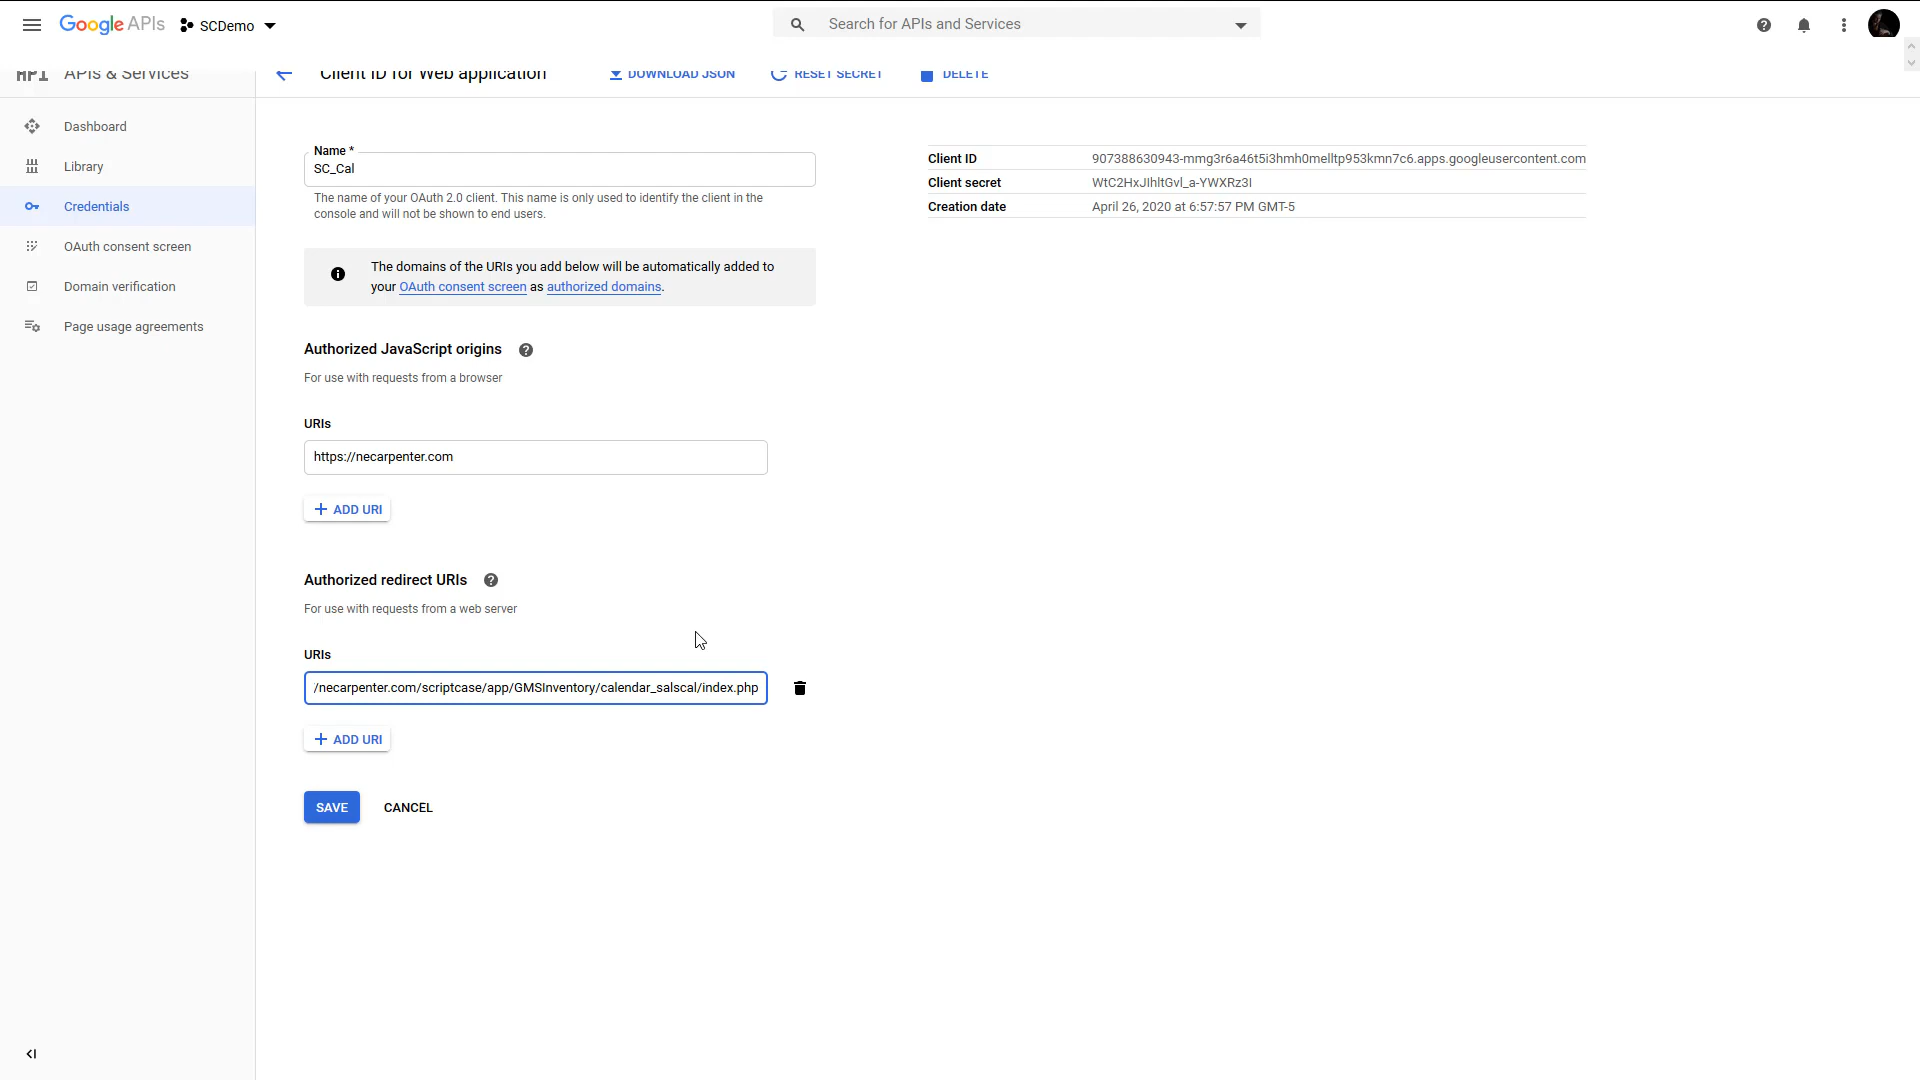 Google APIs
SCDemo
Search for APIs and Services
API APIs & Services
Client ID for Web application
DOWNLOAD JSON
RESET SECRET
DELETE
Dashboard
Library
Credentials
OAuth consent screen
Domain verification
Page usage agreements
Name *
SC_Cal
The name of your OAuth 2.0 client. This name is only used to identify the client in the
console and will not be shown to end users.
The domains of the URIs you add below will be automatically added to
your OAuth consent screen as authorized domains.
Authorized JavaScript origins
For use with requests from a browser
URIs
https://necarpenter.com
ADD URI
Authorized redirect URIs
For use with requests from a web server
URIs
/necarpenter.com/scriptcase/app/GMSInventory/calendar_salscal/index.php
ADD URI
SAVE
CANCEL
Client ID 907388630943-mmg3r6a46t5i3hmh0melltp953kmn7c6.apps.googleusercontent.com
Client secret WtC2HxJIhltGvl_a-YWXRz3I
Creation date April 26, 2020 at 6:57:57 PM GMT-5